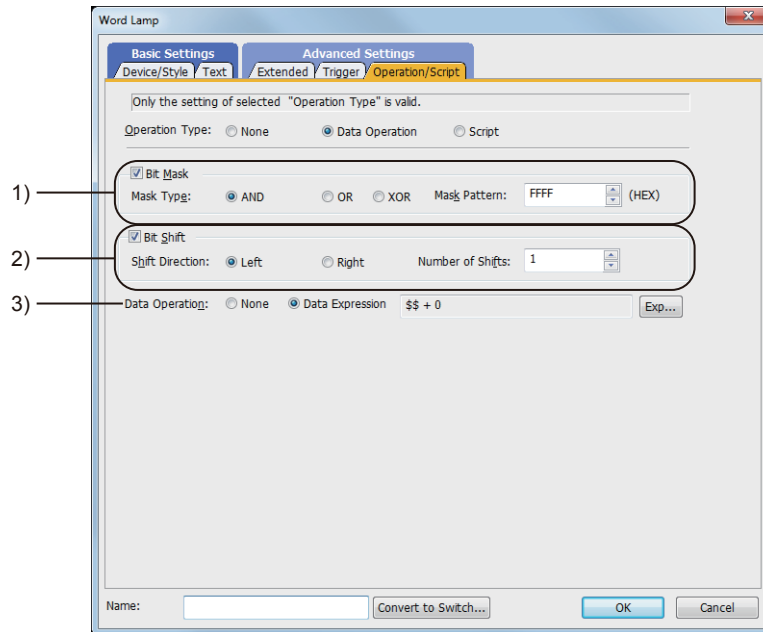 Word Lamp
x
Basic Settings Advanced Settings
Device/Style Text Extended Trigger Operation/Script
Only the setting of selected "Operation Type" is valid.
Operation Type: None Data Operation Script
Bit Mask
1) Mask Type: AND OR XOR Mask Pattern: FFFF (HEX)
Bit Shift
2) Shift Direction: Left Right Number of Shifts: 1
3) Data Operation: None Data Expression $$ + 0 Exp...
Name: Convert to Switch... OK Cancel